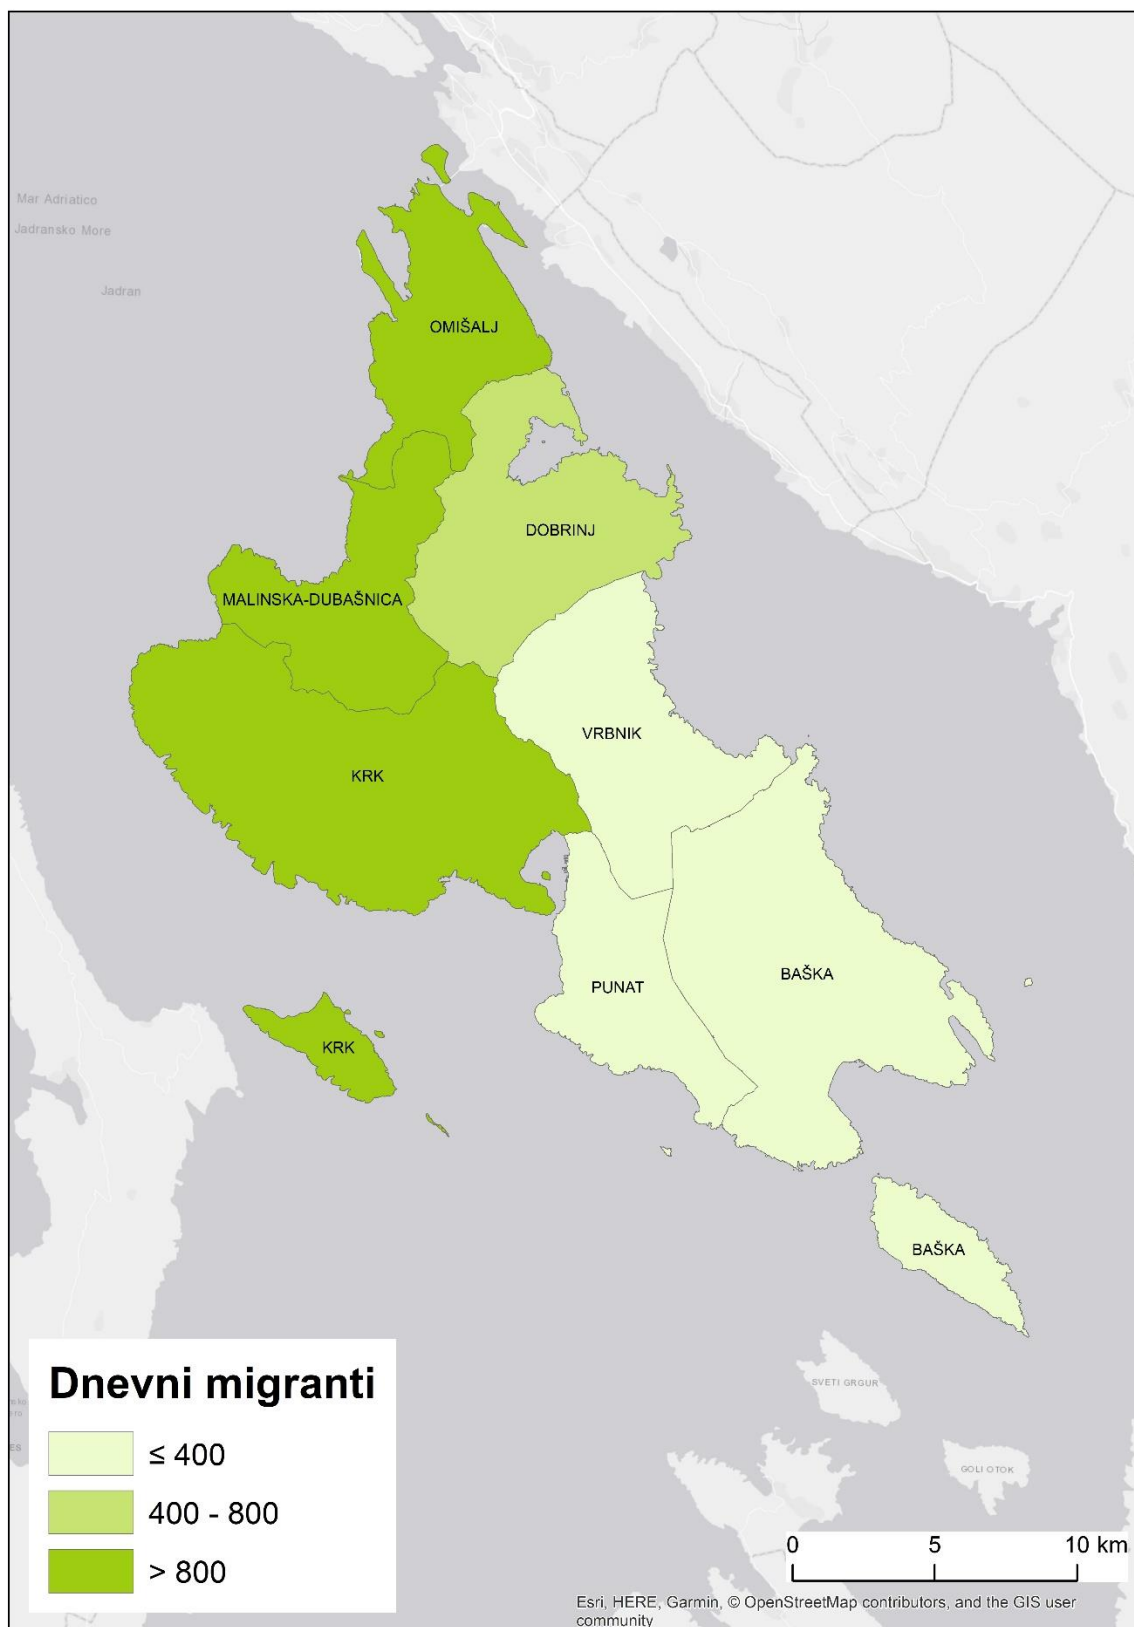 Mar Adriatico
Jadransko More
Jadran
OMIŠALJ
DOBRINJ
MALINSKA-DUBAŠNICA
VRBNIK
KRK
BAŠKA
PUNAT
KRK
BAŠKA
SVETI GRGUR
GOLI OTOK
Dnevni migranti
≤ 400
400 - 800
> 800
0 5 10 km
Esri, HERE, Garmin, © OpenStreetMap contributors, and the GIS user
community